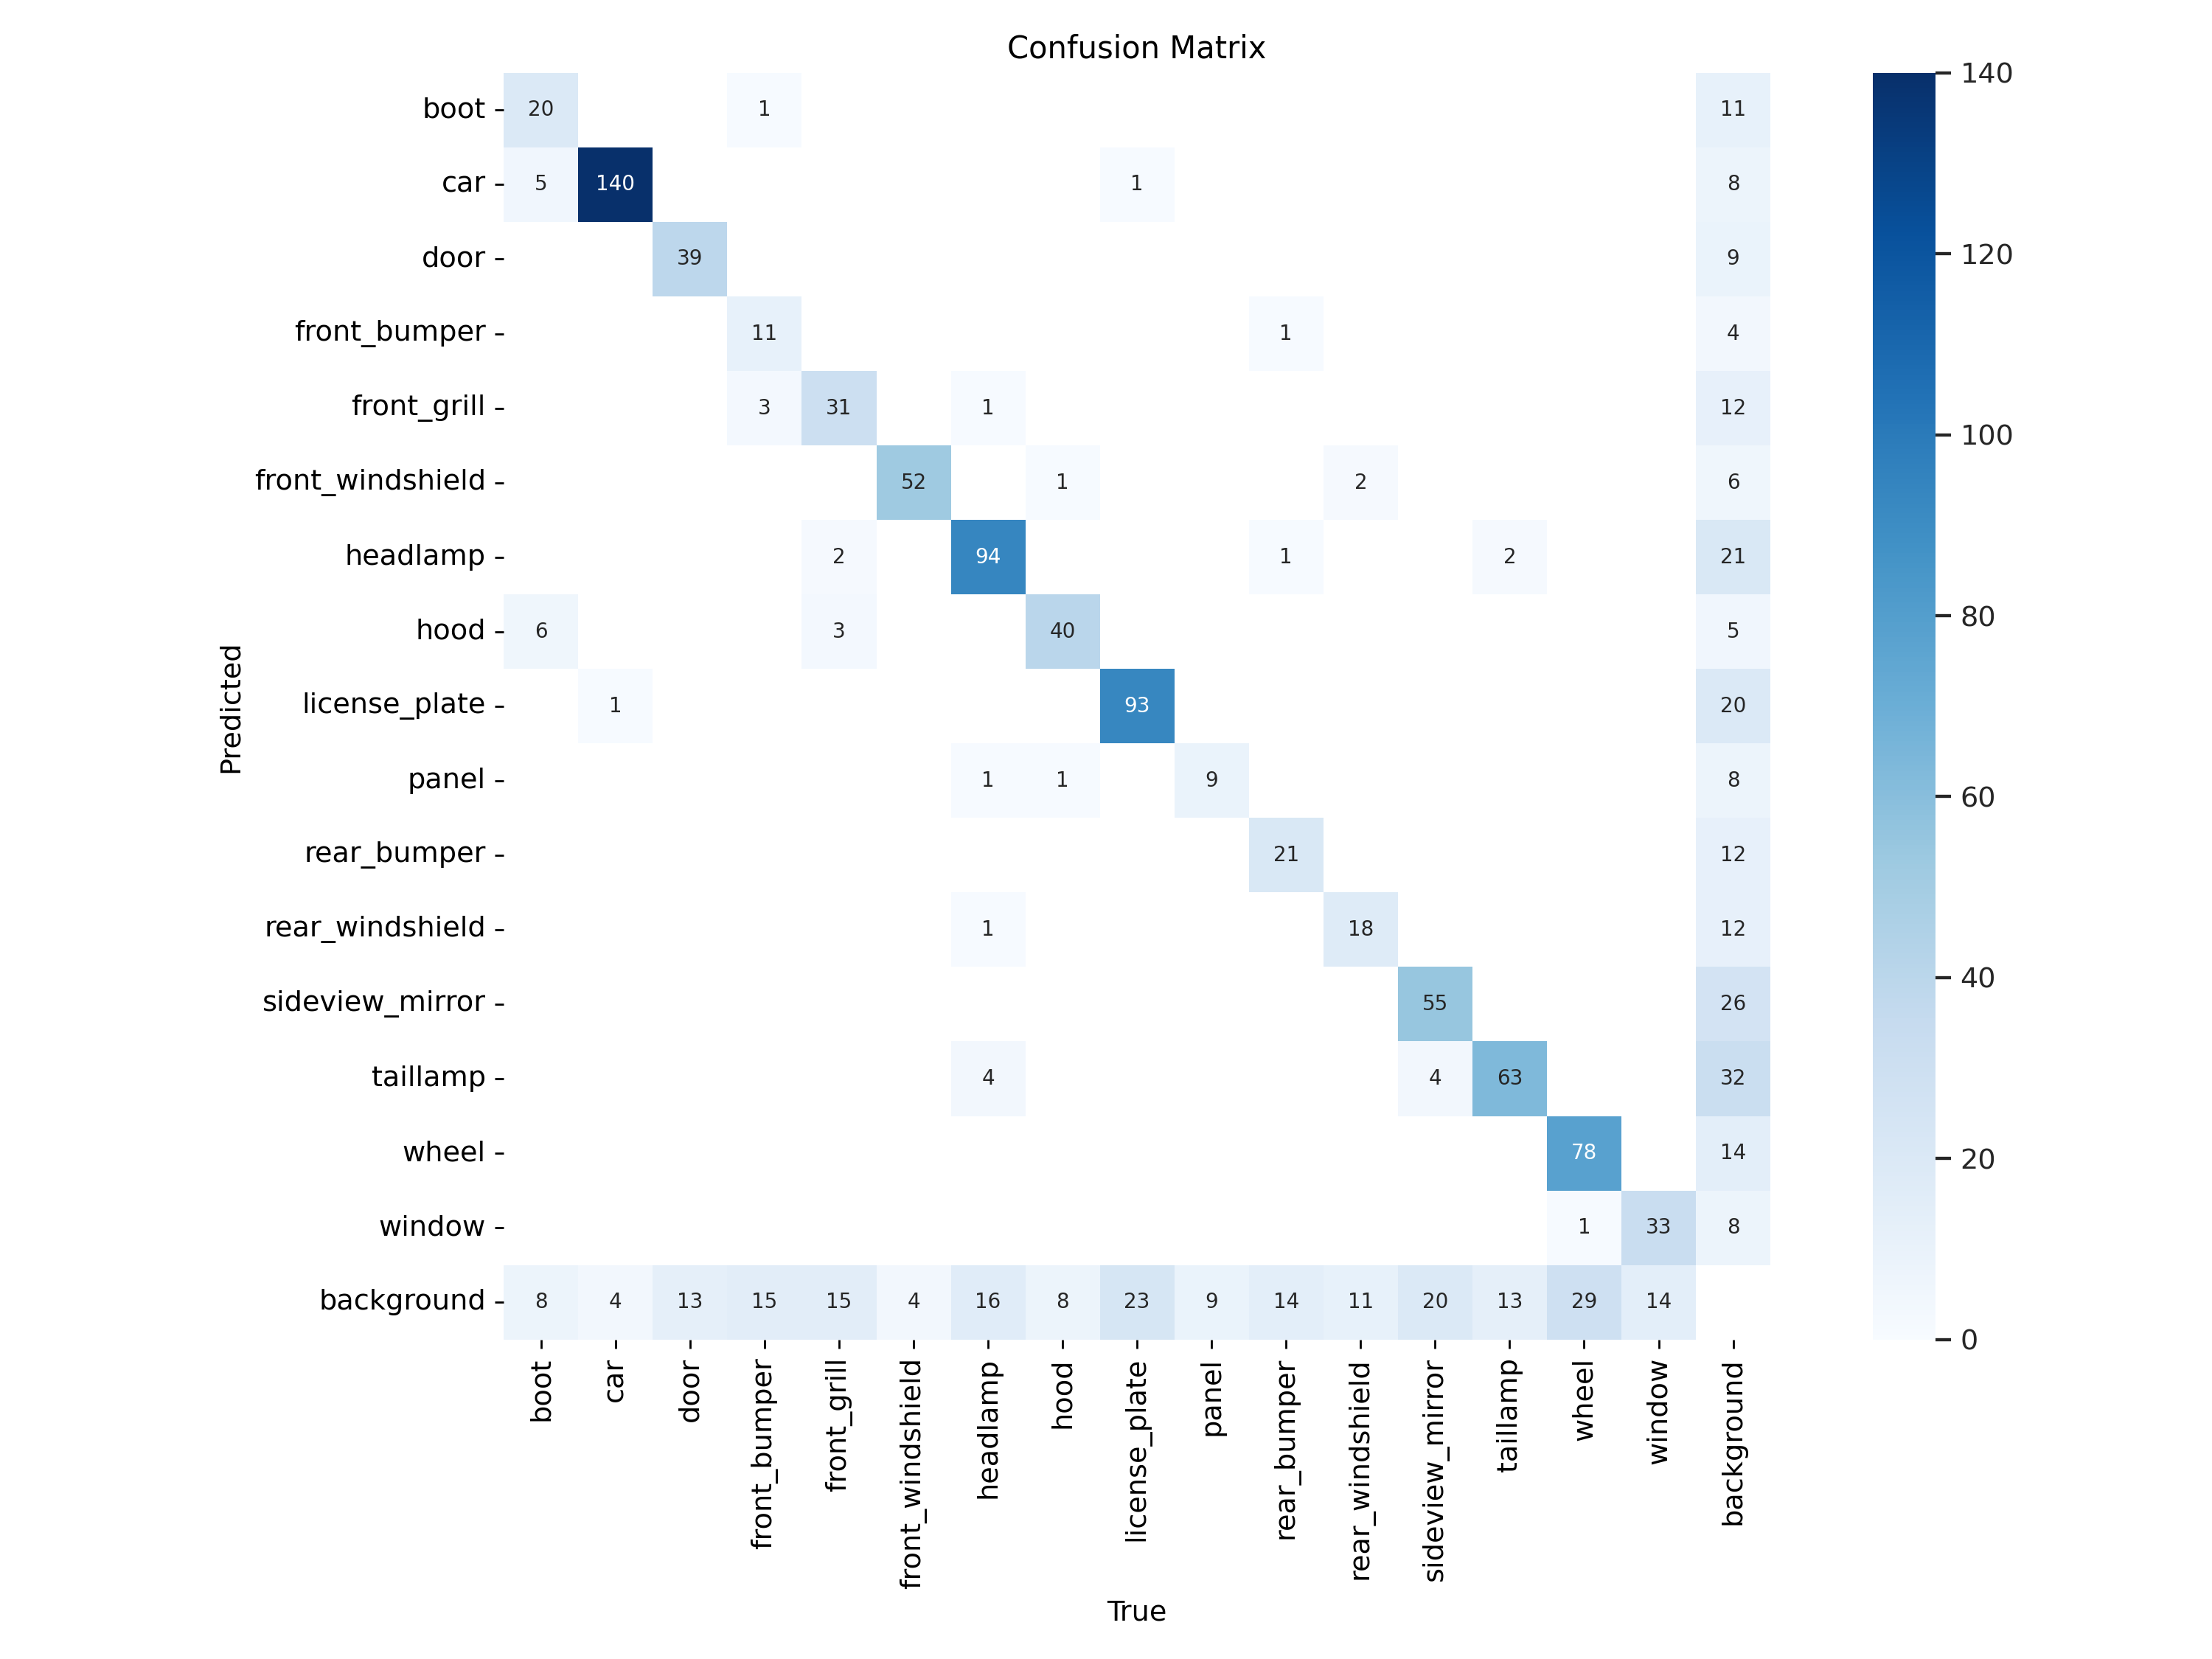 Confusion Matrix
boot 20 1 11
car 5 140 1 8
door 39 9
front_bumper 11 1 4
front_grill 3 31 1 12
front_windshield 52 1 2 6
headlamp 2 94 1 2 21
hood 6 3 40 5
license_plate 1 93 20
panel 1 1 9 8
rear_bumper 21 12
rear_windshield 1 18 12
sideview_mirror 55 26
taillamp 4 4 63 32
wheel 78 14
window 1 33 8
background 8 4 13 15 15 4 16 8 23 9 14 11 20 13 29 14
Predicted
boot car door front_bumper front_grill front_windshield headlamp hood license_plate panel rear_bumper rear_windshield sideview_mirror taillamp wheel window background
True
140
120
100
80
60
40
20
0